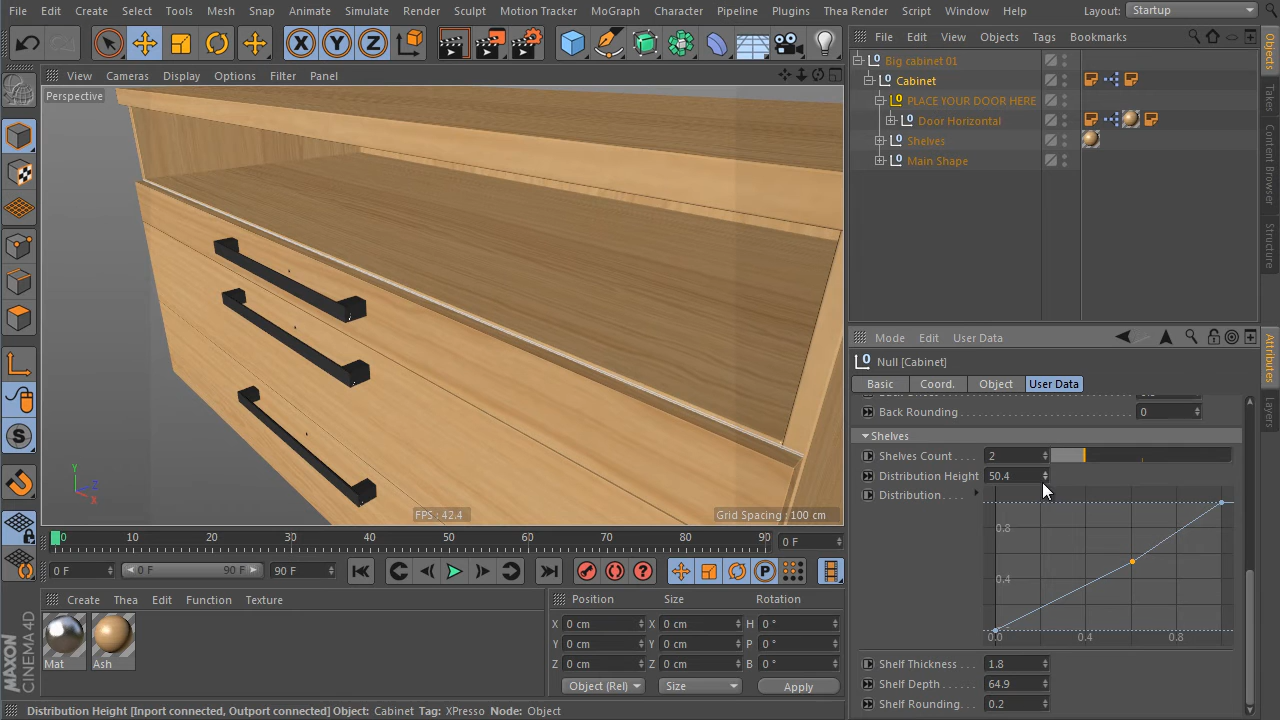 File Edit Create Select Tools Mesh Snap Animate Simulate Render Sculpt Motion Tracker MoGraph Character Pipeline Plugins Thea Render Script Window Help Layout: Startup
X Y Z
View Cameras Display Options Filter Panel
Perspective
Y
X
Z
FPS : 42.4
Grid Spacing : 100 cm
0 10 20 30 40 50 60 70 80 90 0 F
0 F 0 F 90 F 90 F
Create Thea Edit Function Texture
Mat Ash
MAXON
CINEMA 4D
Position Size Rotation
X 0 cm X 0 cm H 0 °
Y 0 cm Y 0 cm P 0 °
Z 0 cm Z 0 cm B 0 °
Object (Rel) Size Apply
Distribution Height [Inport connected, Outport connected] Object: Cabinet Tag: XPresso Node: Object
File Edit View Objects Tags Bookmarks
Big cabinet 01
Cabinet
PLACE YOUR DOOR HERE
Door Horizontal
Shelves
Main Shape
Objects
Takes
Content Browser
Structure
Mode Edit User Data
Null [Cabinet]
Basic Coord. Object User Data
Back Rounding 0
Shelves
Shelves Count 2
Distribution Height 50.4
Distribution
0.8
0.4
0.0 0.4 0.8
Shelf Thickness 1.8
Shelf Depth 64.9
Shelf Rounding 0.2
Attributes
Layers